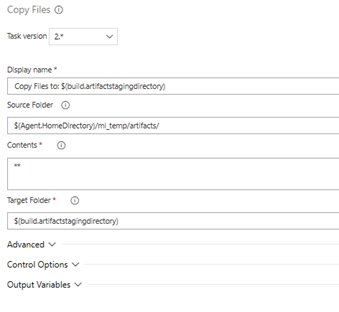 Copy Files
Task version 2.*
Display name *
Copy Files to: $(build.artifactstagingdirectory)
Source Folder
$(Agent.HomeDirectory)/ml_temp/artifacts/
Contents *
**
Target Folder *
$(build.artifactstagingdirectory)
Advanced
Control Options
Output Variables